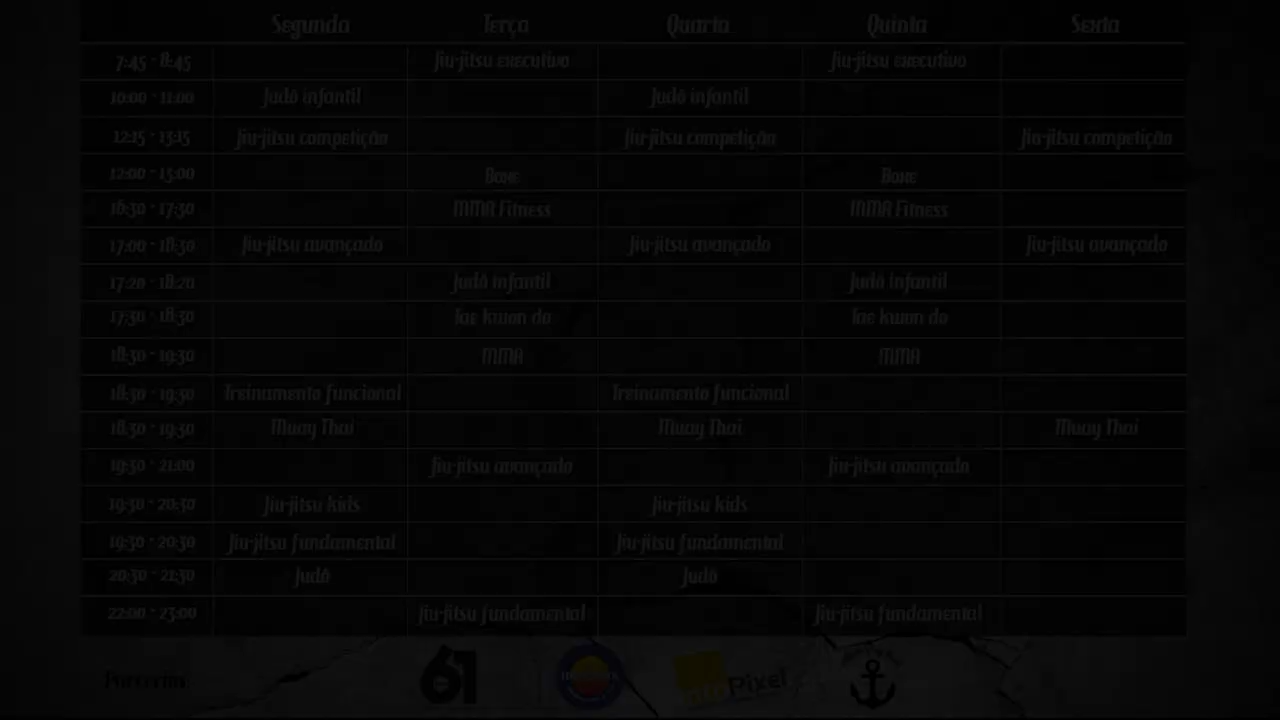 Segunda Terça Quarta Quinta Sexta
7:45 - 8:45 Jiu-jitsu executivo Jiu-jitsu executivo
10:00 - 11:00 Judô infantil Judô infantil
12:15 - 13:15 Jiu-jitsu competição Jiu-jitsu competição Jiu-jitsu competição
12:00 - 13:00 Boxe Boxe
16:30 - 17:30 MMA Fitness MMA Fitness
17:00 - 18:30 Jiu-jitsu avançado Jiu-jitsu avançado Jiu-jitsu avançado
17:20 - 18:20 Judô infantil Judô infantil
17:30 - 18:30 Tae kwon do Tae kwon do
18:30 - 19:30 MMA MMA
18:30 - 19:30 Treinamento funcional Treinamento funcional
18:30 - 19:30 Muay Thai Muay Thai Muay Thai
19:30 - 21:00 Jiu-jitsu avançado Jiu-jitsu avançado
19:30 - 20:30 Jiu-jitsu kids Jiu-jitsu kids
19:30 - 20:30 Jiu-jitsu fundamental Jiu-jitsu fundamental
20:30 - 21:30 Judô Judô
22:00 - 23:00 Jiu-jitsu fundamental Jiu-jitsu fundamental
61 Pixel